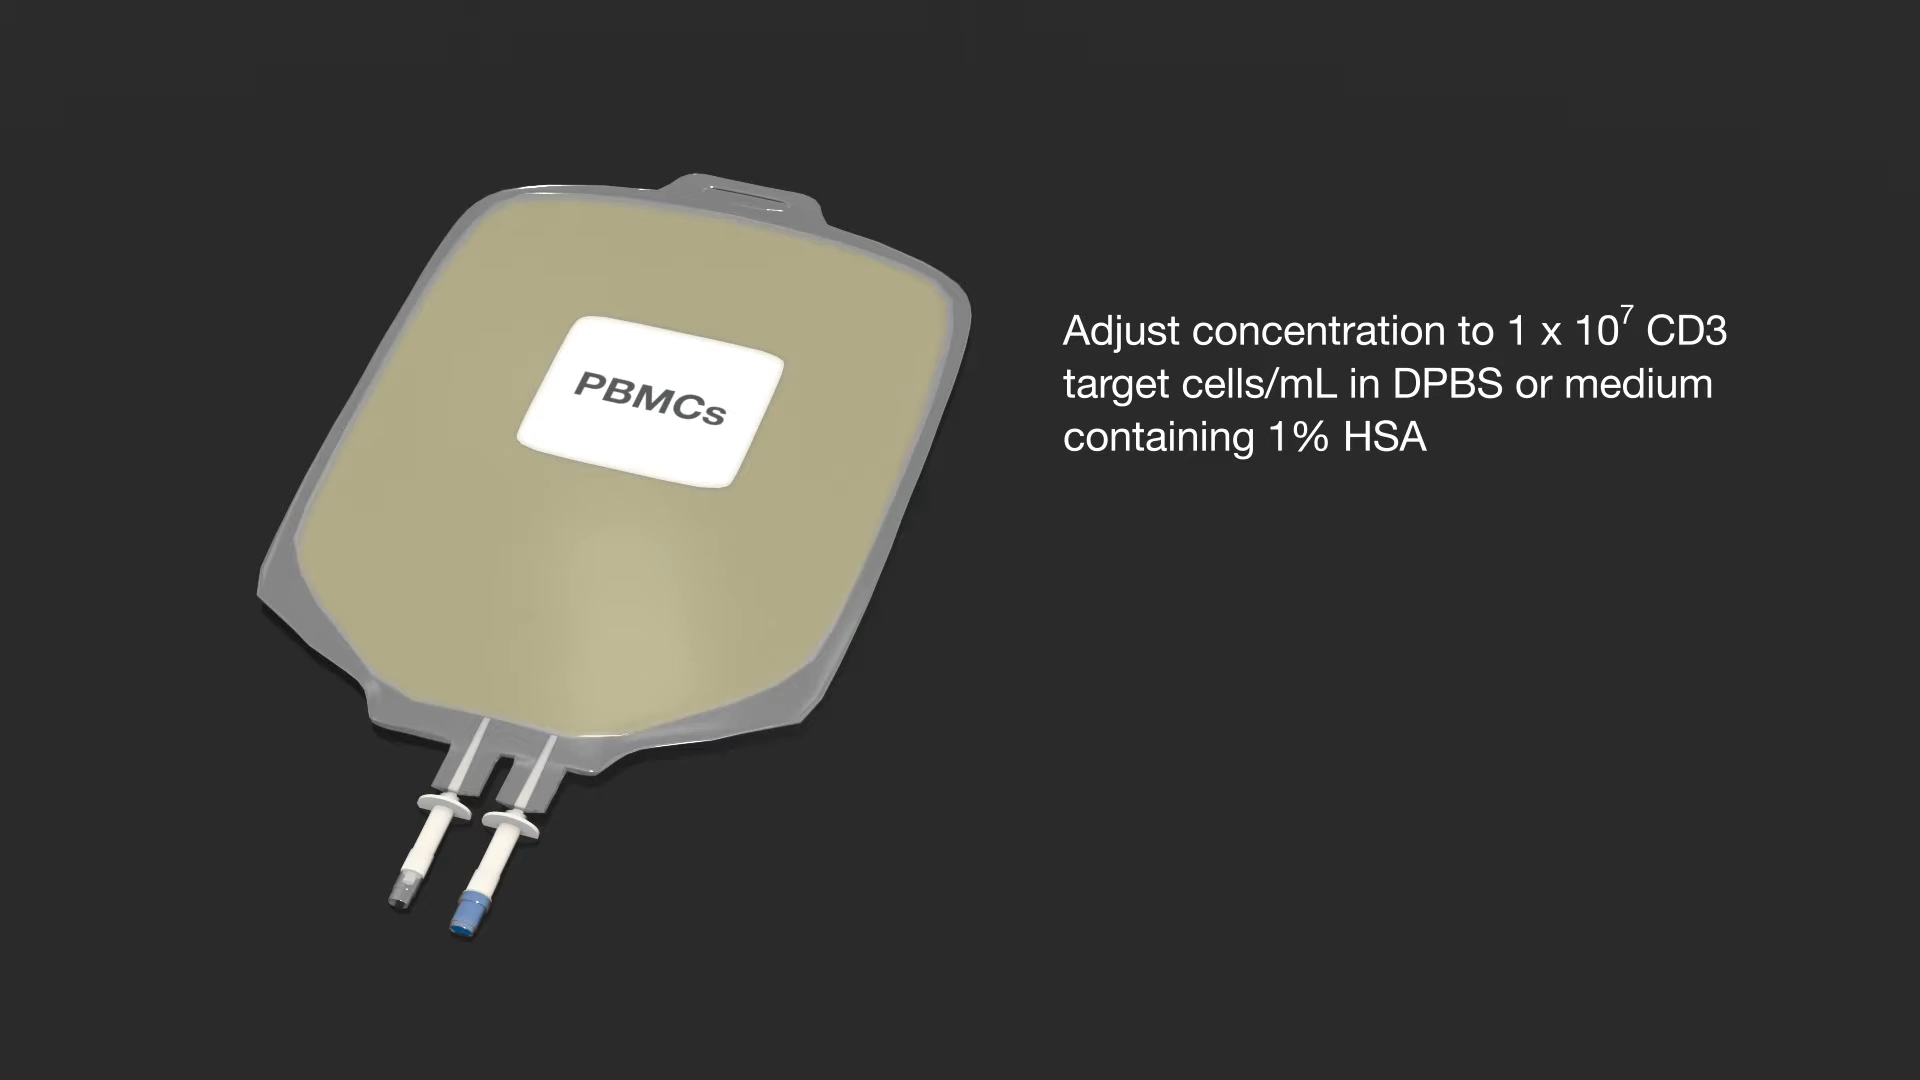 PBMCs
Adjust concentration to 1 x 10⁷ CD3
target cells/mL in DPBS or medium
containing 1% HSA